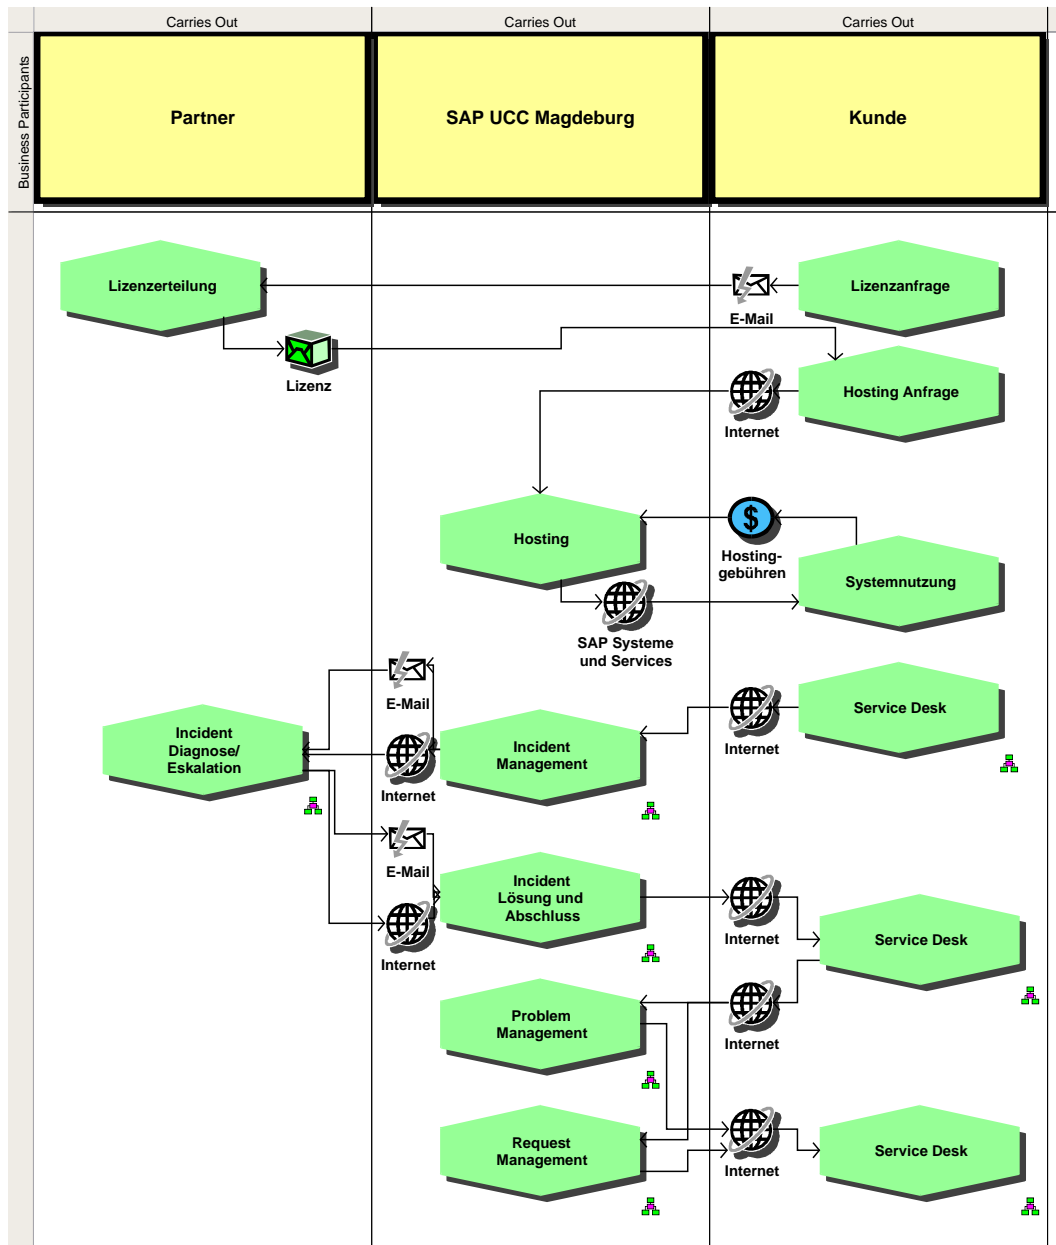 Carries Out
Carries Out
Carries Out
Business Participants
Partner
SAP UCC Magdeburg
Kunde
Lizenzerteilung
Lizenzanfrage
E-Mail
Lizenz
Hosting Anfrage
Internet
Hosting
$
Hosting-
gebühren
Systemnutzung
SAP Systeme
und Services
E-Mail
Service Desk
Internet
Incident
Diagnose/
Eskalation
Incident
Management
Internet
E-Mail
Incident
Lösung und
Abschluss
Internet
Internet
Service Desk
Problem
Management
Internet
Request
Management
Internet
Service Desk